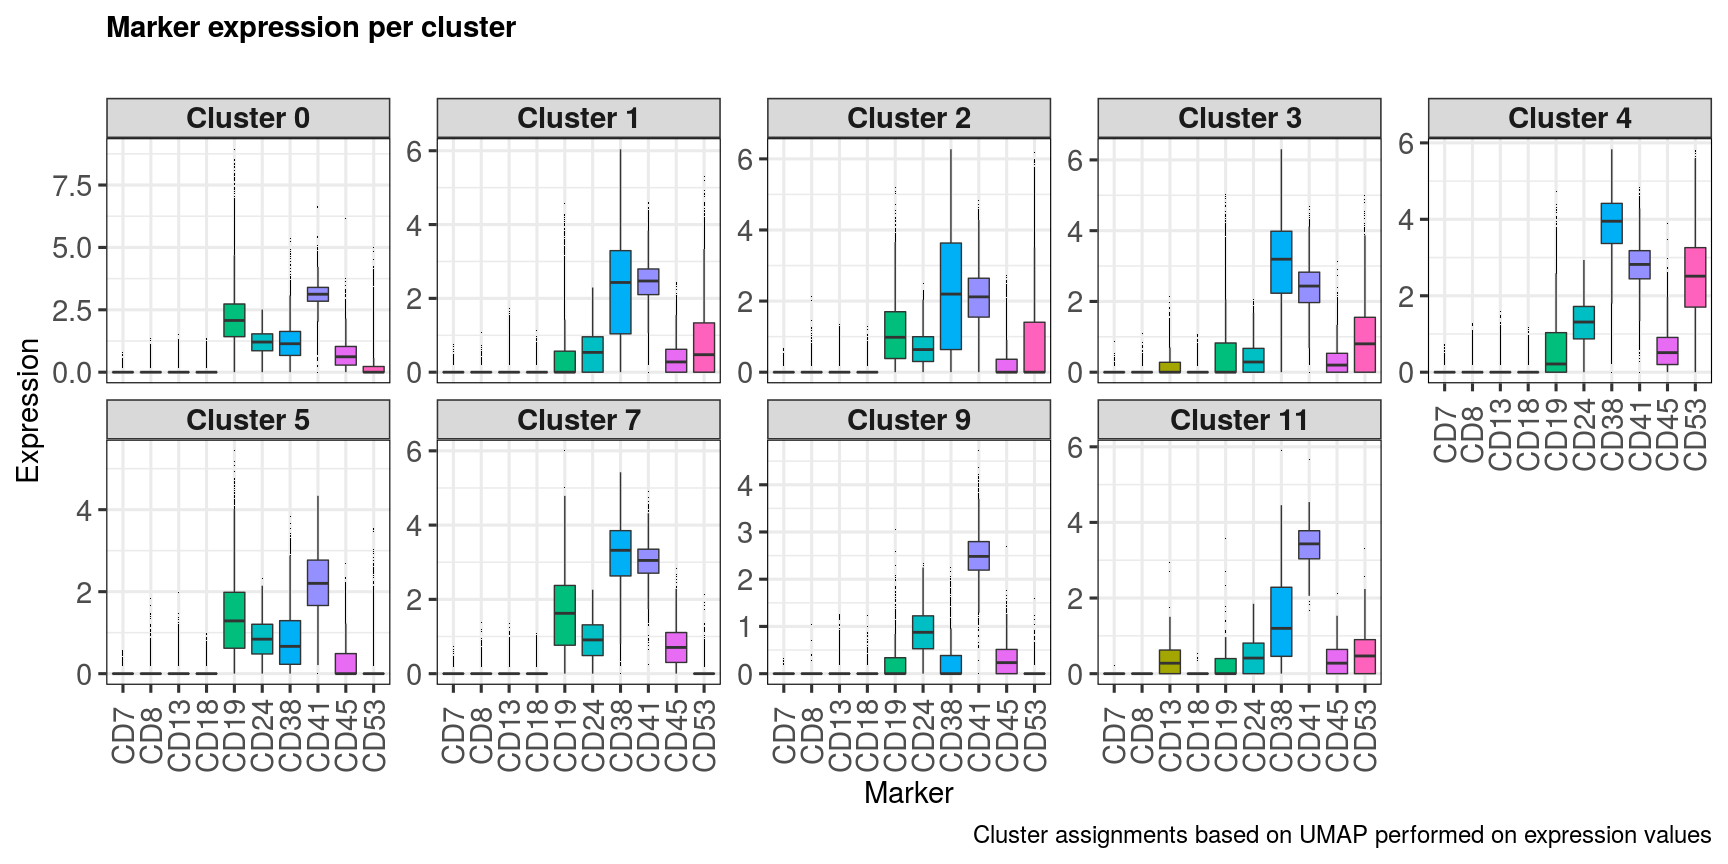 Marker expression per cluster
Cluster 0
Cluster 1
Cluster 2
Cluster 3
Cluster 4
7.5
5.0
2.5
0.0
6
4
2
0
6
4
2
0
6
4
2
0
6
4
2
0
CD7
CD8
CD13
CD18
CD19
CD24
CD38
CD41
CD45
CD53
Expression
Cluster 5
Cluster 7
Cluster 9
Cluster 11
4
2
0
6
4
2
0
4
3
2
1
0
6
4
2
0
CD7
CD8
CD13
CD18
CD19
CD24
CD38
CD41
CD45
CD53
CD7
CD8
CD13
CD18
CD19
CD24
CD38
CD41
CD45
CD53
CD7
CD8
CD13
CD18
CD19
CD24
CD38
CD41
CD45
CD53
CD7
CD8
CD13
CD18
CD19
CD24
CD38
CD41
CD45
CD53
Marker
Cluster assignments based on UMAP performed on expression values